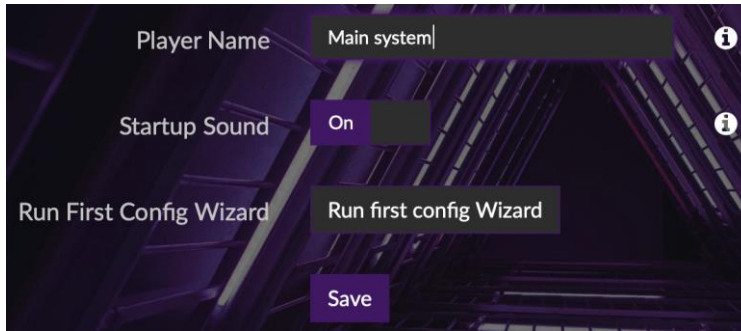 Player Name Main system
Startup Sound On
Run First Config Wizard Run first config Wizard
Save